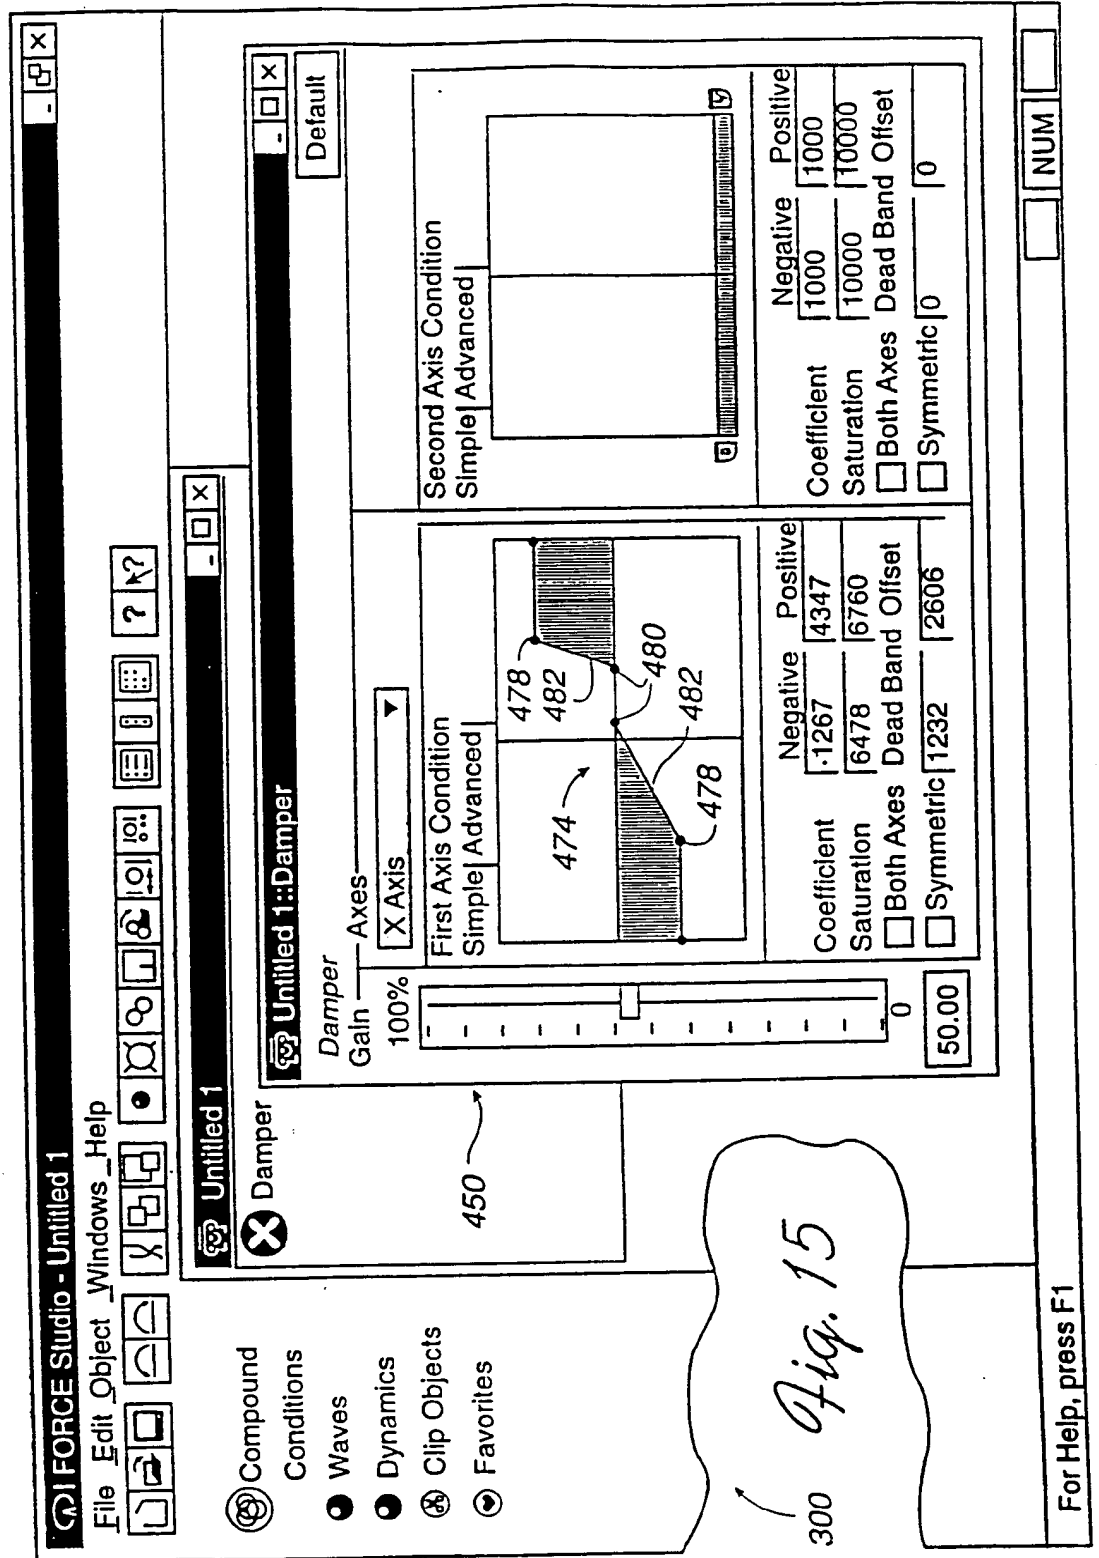 I FORCE Studio - Untitled 1
File Edit Object Windows Help
Compound
Conditions
Waves
Dynamics
Clip Objects
Favorites
Untitled 1
Damper
450
Untitled 1::Damper
Default
Damper
Gain
100%
0
50.00
Axes
X Axis
First Axis Condition
Simple Advanced
474
478
482
480
482
478
Negative Positive
Coefficient -1267 4347
Saturation 6478 6760
Both Axes Dead Band Offset
Symmetric 1232 2606
Second Axis Condition
Simple Advanced
Negative Positive
Coefficient 1000 1000
Saturation 10000 10000
Both Axes Dead Band Offset
Symmetric 0 0
300
Fig. 15
For Help, press F1
NUM